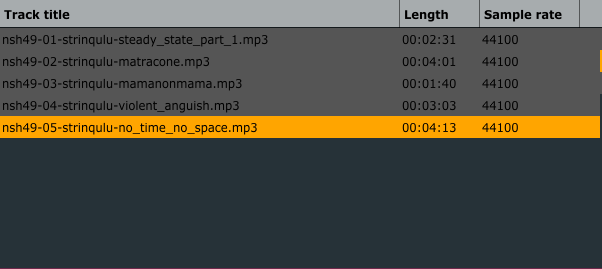 Track title Length Sample rate
nsh49-01-strinqulu-steady_state_part_1.mp3 00:02:31 44100
nsh49-02-matracone.mp3 00:04:01 44100
nsh49-03-mamanonmama.mp3 00:01:40 44100
nsh49-04-strinqulu-violent_anguish.mp3 00:03:03 44100
nsh49-05-strinqulu-no_time_no_space.mp3 00:04:13 44100